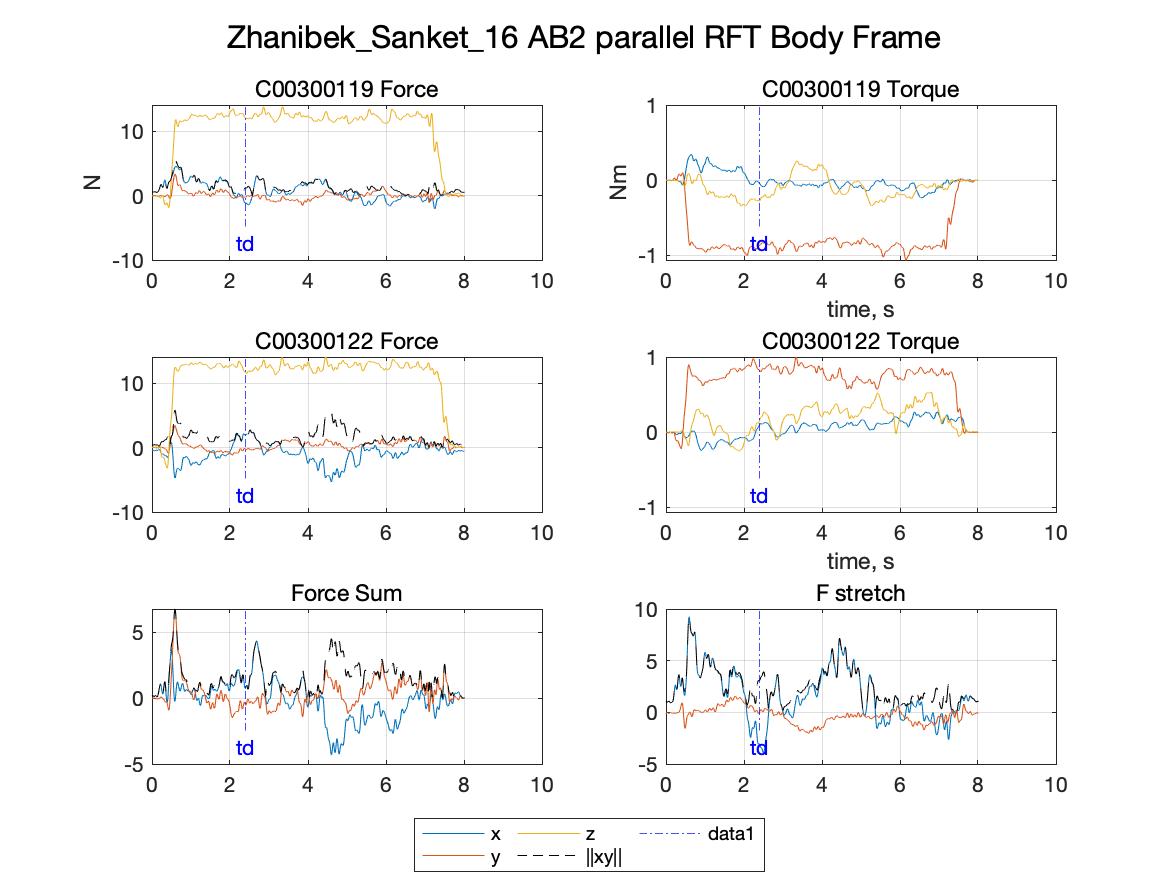 Zhanibek_Sanket_16 AB2 parallel RFT Body Frame
C00300119 Force
N
10
0
-10
td
0 2 4 6 8 10
C00300119 Torque
Nm
1
0
-1
td
0 2 4 6 8 10
time, s
C00300122 Force
10
0
-10
td
0 2 4 6 8 10
C00300122 Torque
1
0
-1
td
0 2 4 6 8 10
time, s
Force Sum
5
0
-5
td
0 2 4 6 8 10
F stretch
10
5
0
-5
td
0 2 4 6 8 10
x z data1
y ||xy||